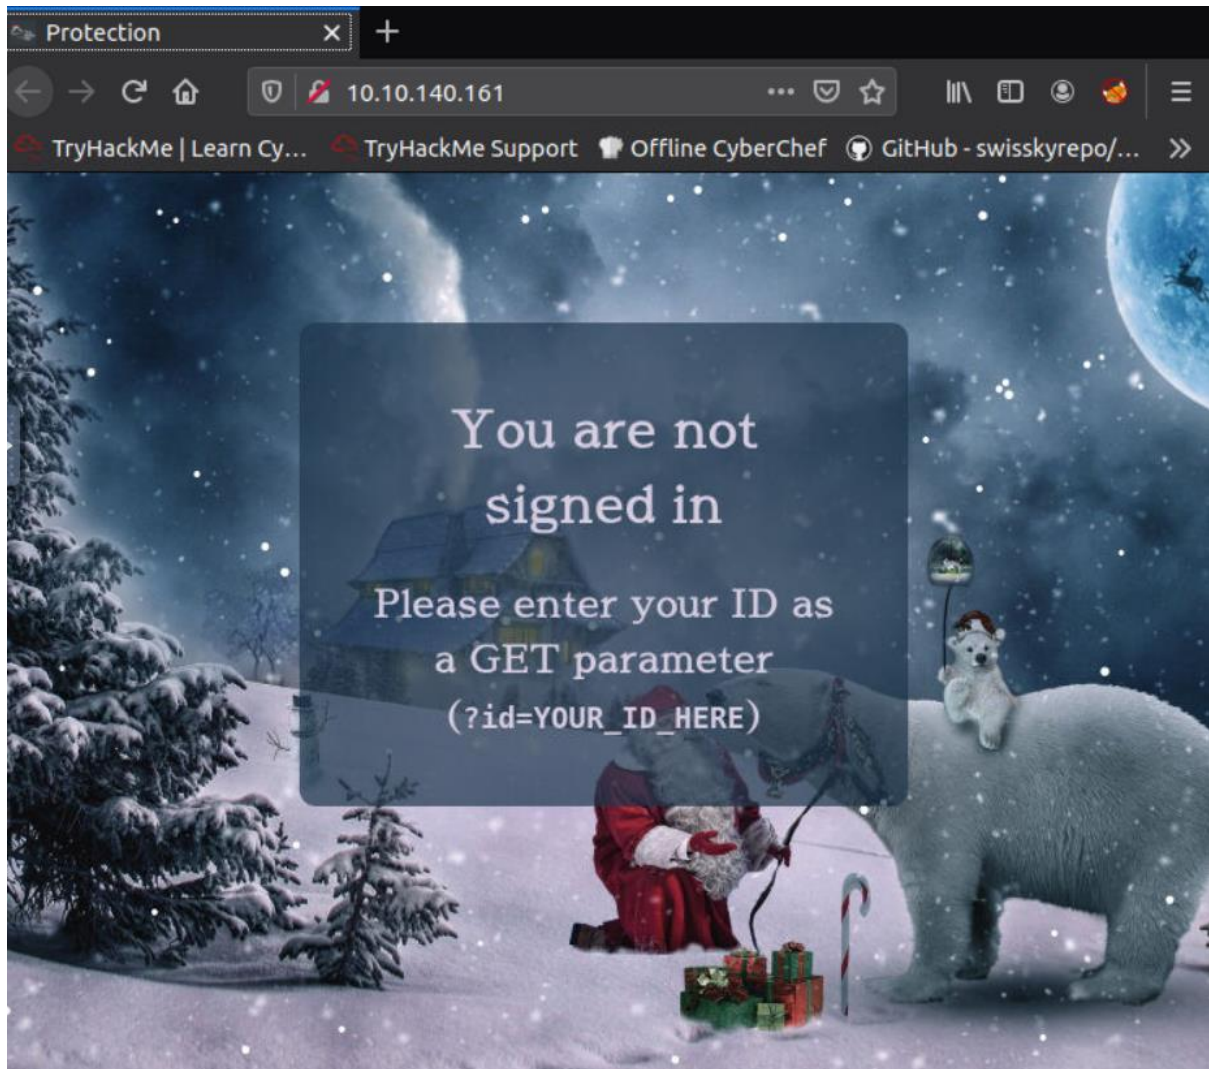 Protection
10.10.140.161
TryHackMe | Learn Cy... TryHackMe Support Offline CyberChef GitHub - swisskyrepo/...
You are not
signed in
Please enter your ID as
a GET parameter
(?id=YOUR_ID_HERE)